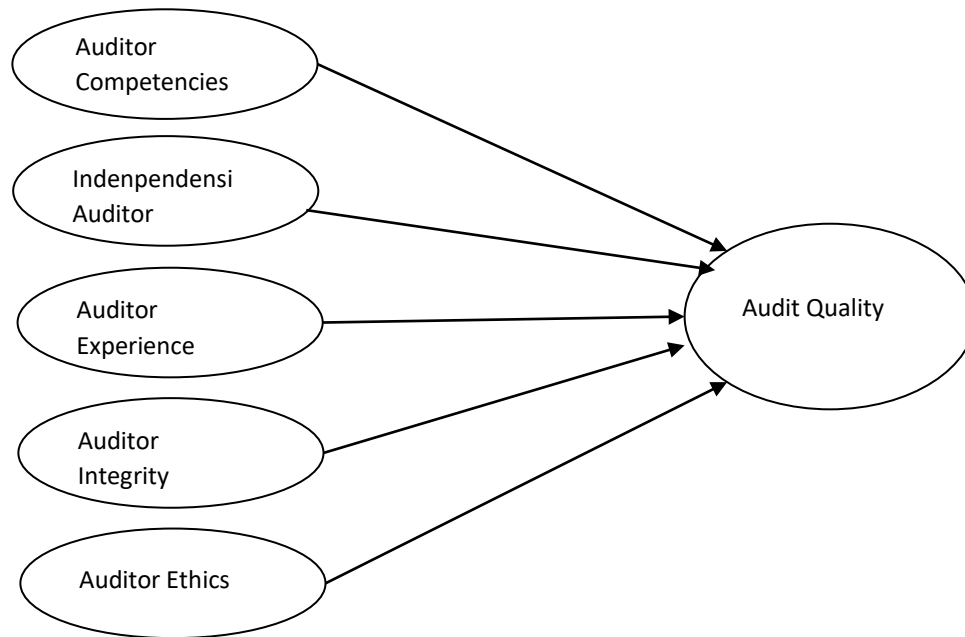 Auditor
Competencies
Indenpendensi
Auditor
Auditor
Experience
Audit Quality
Auditor
Integrity
Auditor Ethics